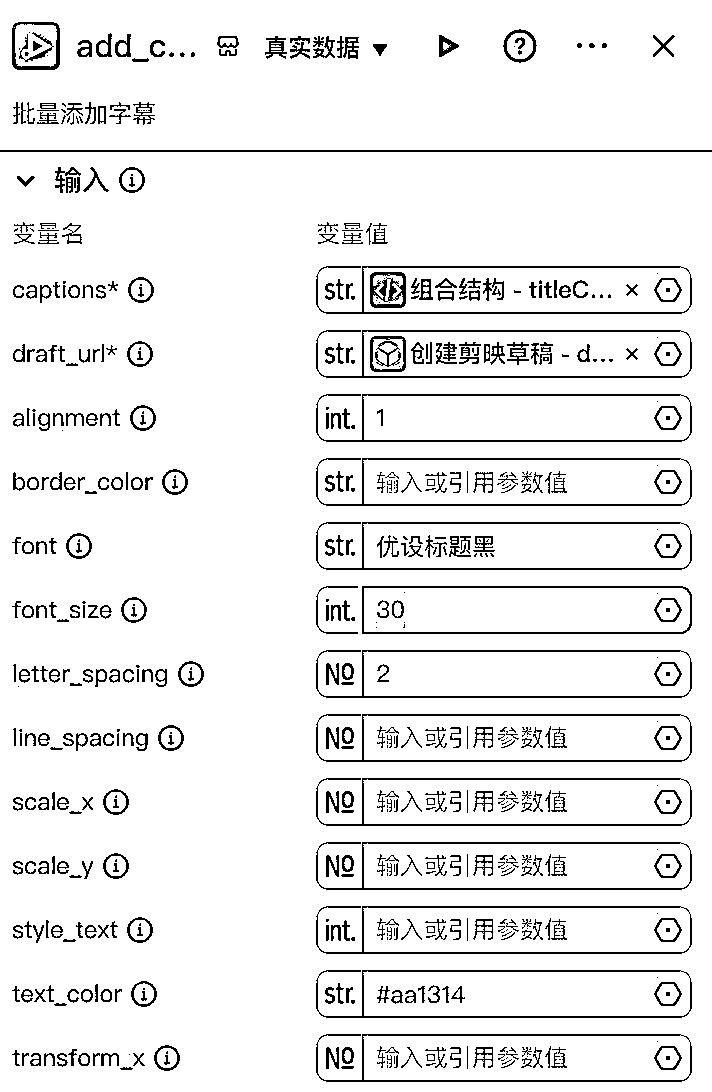 add_c... 真实数据
批量添加字幕
输入
变量名 变量值
captions* str. 组合结构 - titleC... ×
draft_url* str. 创建剪映草稿 - d... ×
alignment int. 1
border_color str. 输入或引用参数值
font str. 优设标题黑
font_size int. 30
letter_spacing No 2
line_spacing No 输入或引用参数值
scale_x No 输入或引用参数值
scale_y No 输入或引用参数值
style_text int. 输入或引用参数值
text_color str. #aa1314
transform_x No 输入或引用参数值